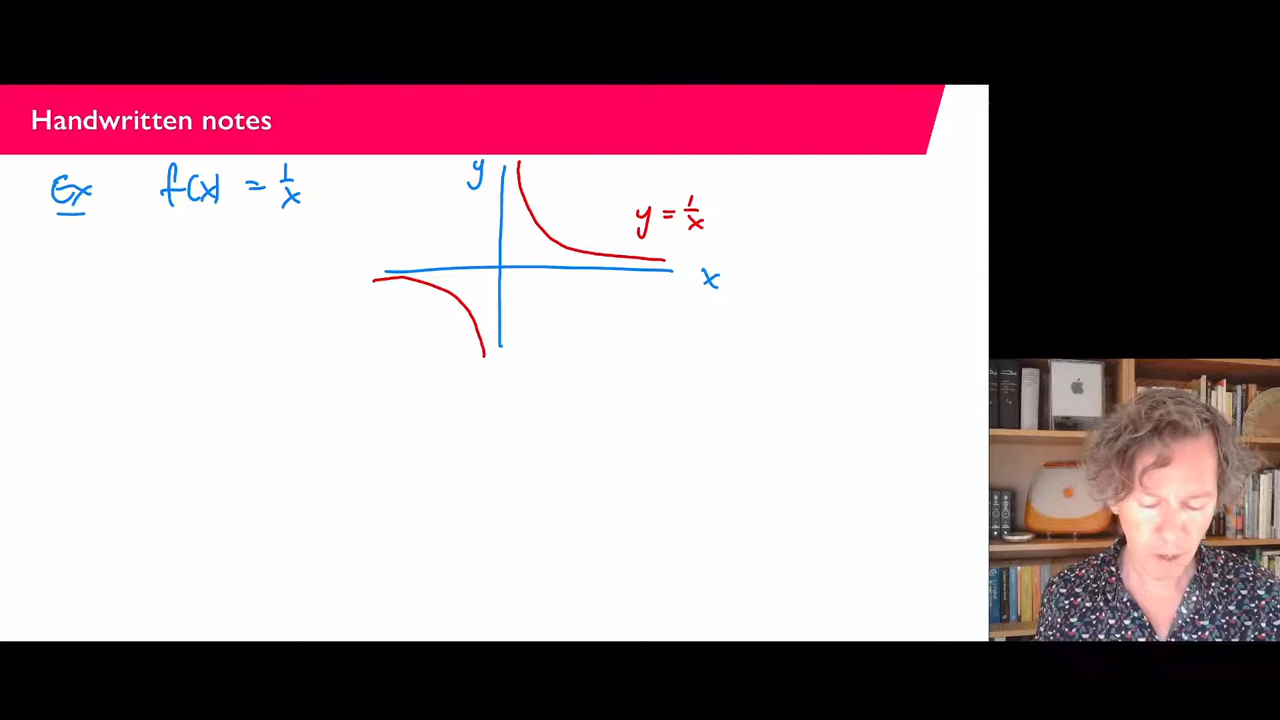 Handwritten notes
Ex f(x) = 1/x
y
y = 1/x
x